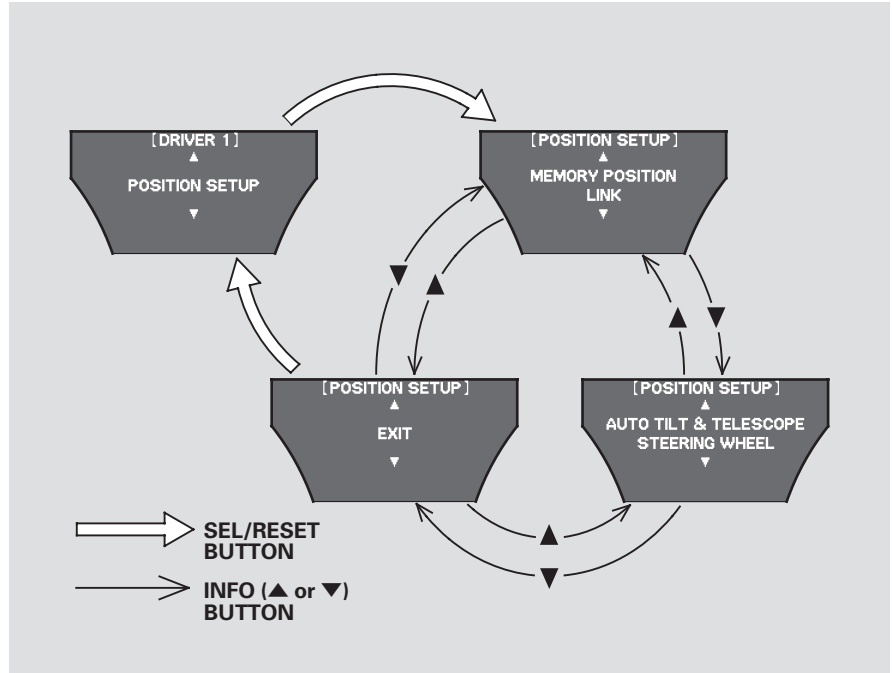 [DRIVER 1]
▲
POSITION SETUP
▼
[POSITION SETUP]
▲
MEMORY POSITION
LINK
▼
▼
▲
▲
▼
[POSITION SETUP]
▲
EXIT
▼
[POSITION SETUP]
▲
AUTO TILT & TELESCOPE
STEERING WHEEL
▼
▲
▼
SEL/RESET
BUTTON
INFO (▲ or ▼)
BUTTON